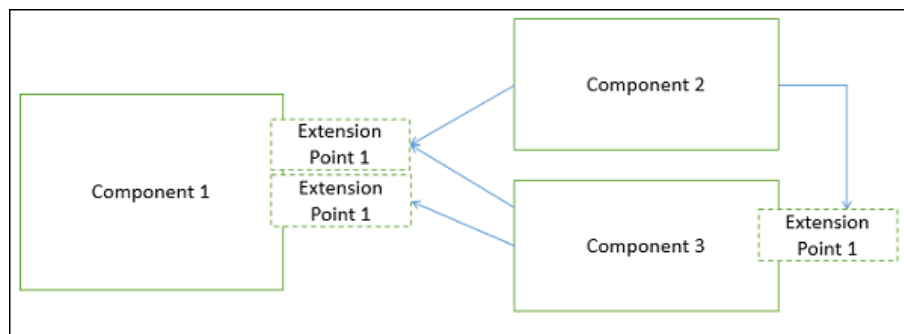 Component 1
Extension
Point 1
Extension
Point 1
Component 2
Component 3
Extension
Point 1